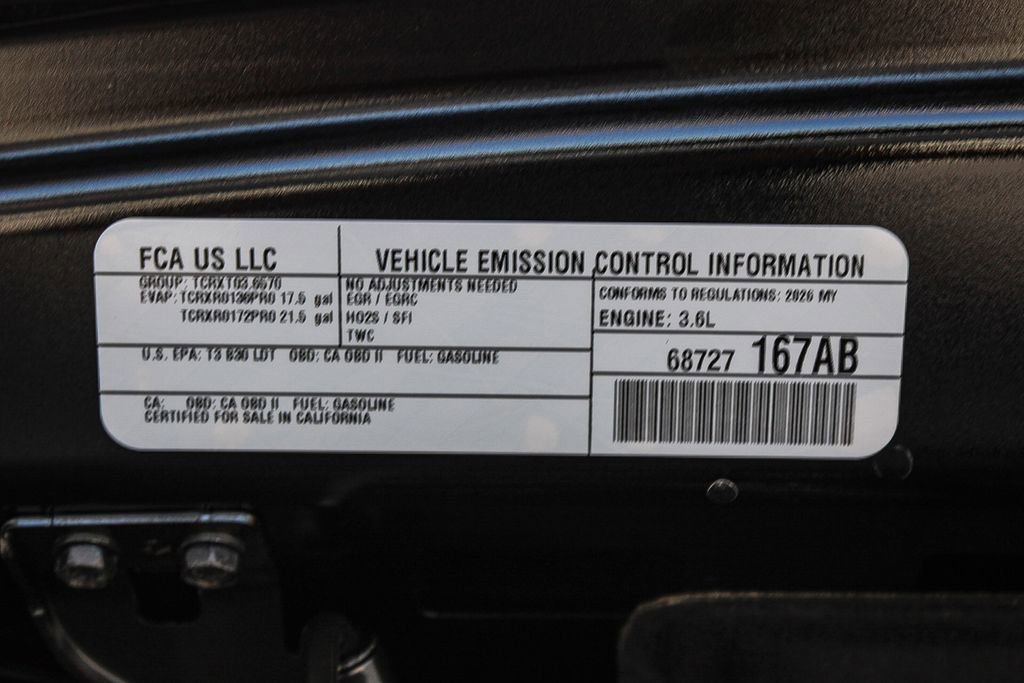 FCA US LLC
VEHICLE EMISSION CONTROL INFORMATION
GROUP: TCRXT03.6570
EVAP: TCRXR0136PR0 17.5 gal
TCRXR0172PR0 21.5 gal
NO ADJUSTMENTS NEEDED
EGR / EGRC
HO2S / SFI
TWC
CONFORMS TO REGULATIONS: 2026 MY
ENGINE: 3.6L
U.S. EPA: T3 B30 LDT OBD: CA OBD II FUEL: GASOLINE
68727 167AB
CA: OBD: CA OBD II FUEL: GASOLINE
CERTIFIED FOR SALE IN CALIFORNIA